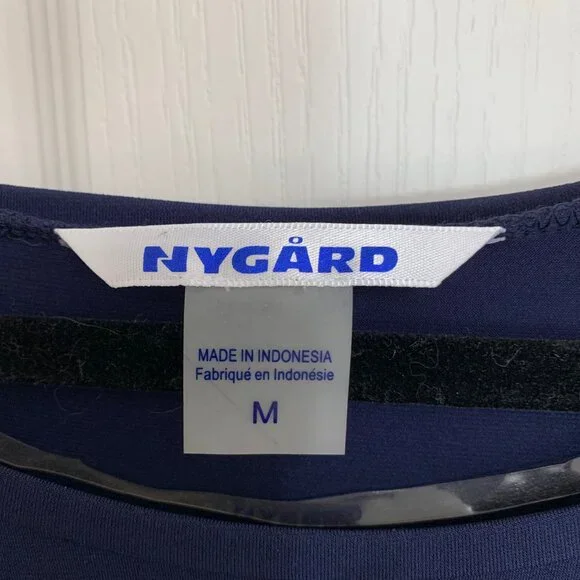 NYGÅRD
MADE IN INDONESIA
Fabriqué en Indonésie
M